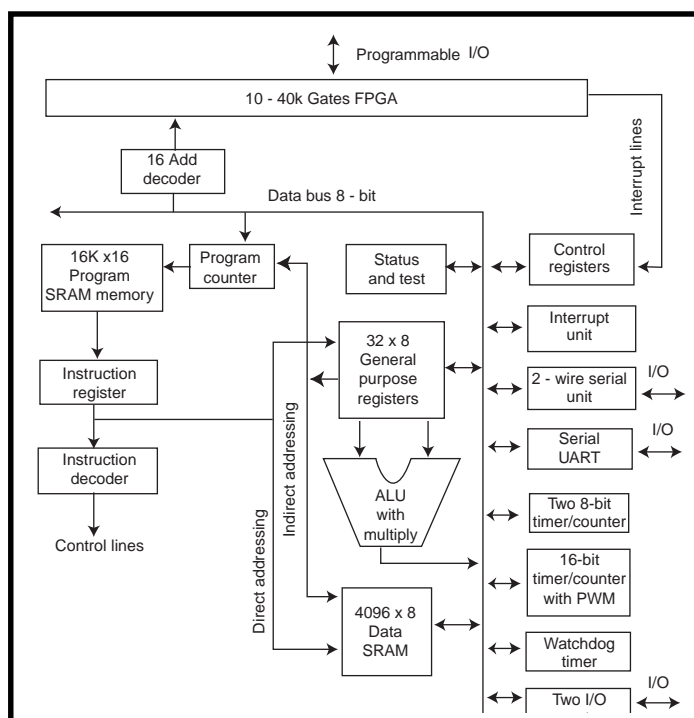 Programmable I/O
10 - 40k Gates FPGA
Interrupt lines
16 Add
decoder
Data bus 8 - bit
16K x16
Program
SRAM memory
Program
counter
Status
and test
Control
registers
Interrupt
unit
32 x 8
General
purpose
registers
Instruction
register
2 - wire serial
unit
I/O
Serial
UART
I/O
Instruction
decoder
Indirect addressing
Direct addressing
ALU
with
multiply
Two 8-bit
timer/counter
Control lines
16-bit
timer/counter
with PWM
4096 x 8
Data
SRAM
Watchdog
timer
Two I/O
I/O